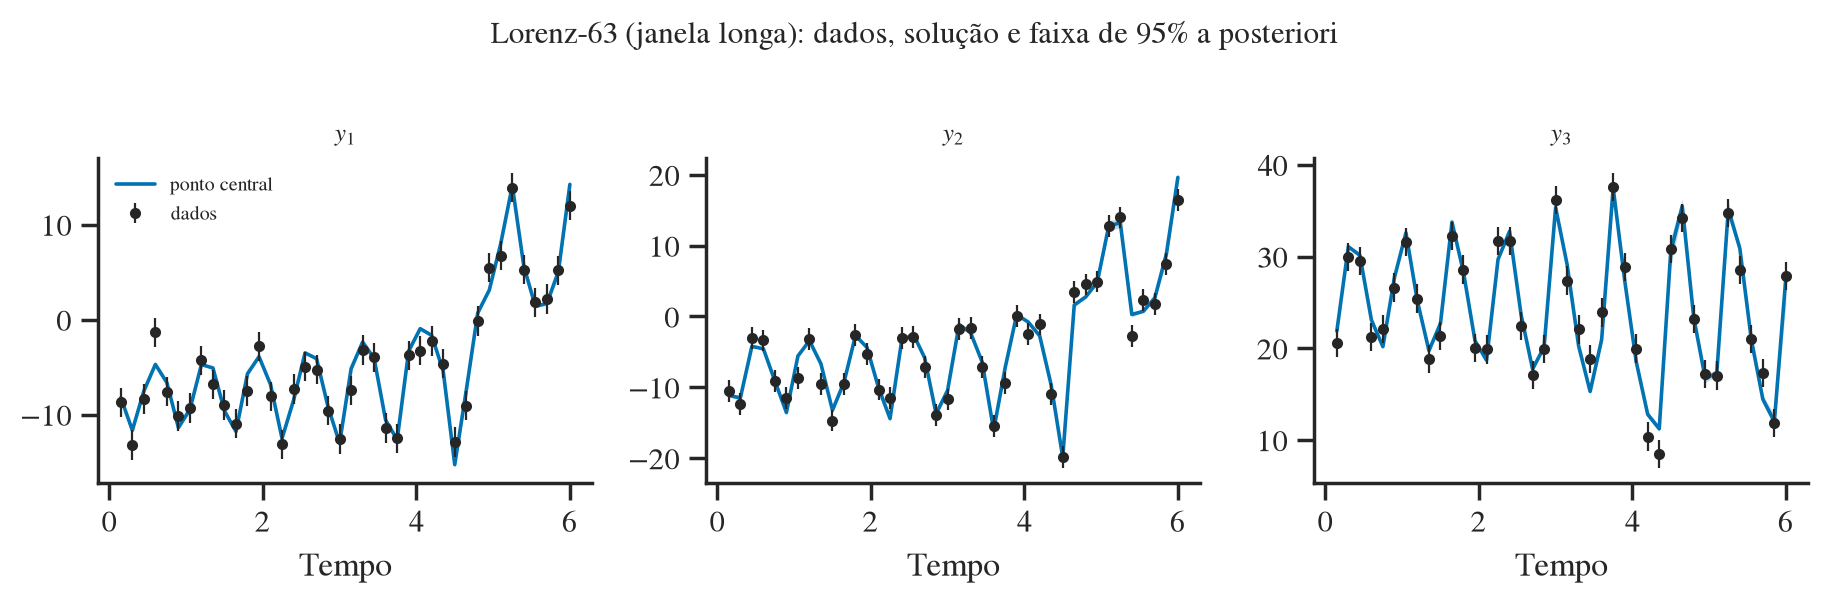 Lorenz-63 (janela longa): dados, solução e faixa de 95% a posteriori
y₁
ponto central
dados
10
0
−10
0 2 4 6
Tempo
y₂
20
10
0
−10
−20
0 2 4 6
Tempo
y₃
40
30
20
10
0 2 4 6
Tempo